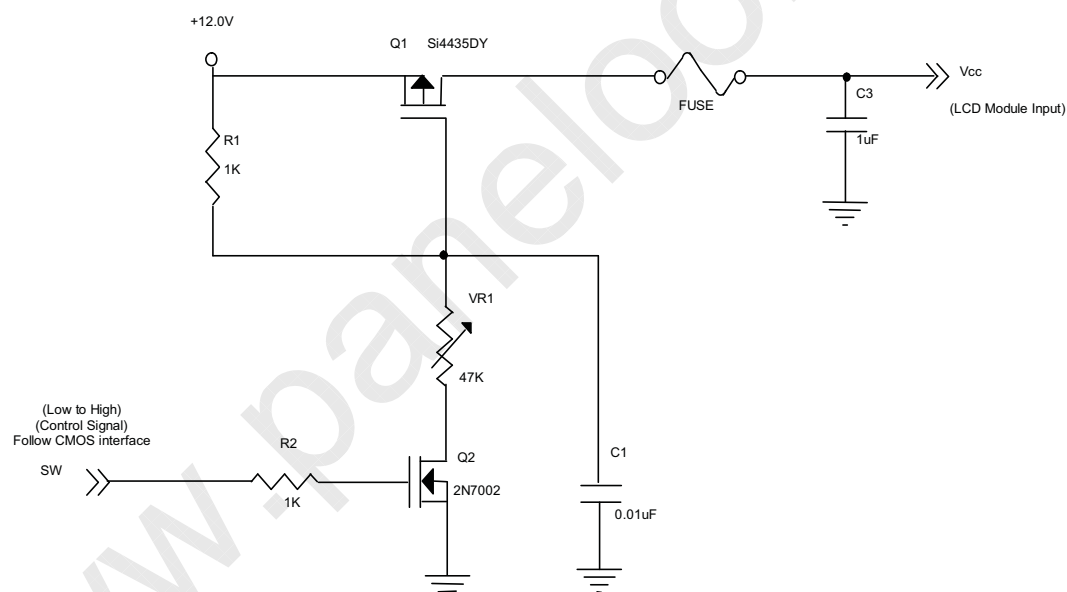 +12.0V
Q1
Si4435DY
Vcc
C3
FUSE
(LCD Module Input)
R1
1uF
1K
VR1
47K
(Low to High)
(Control Signal)
Follow CMOS interface
R2
SW
Q2
C1
2N7002
1K
0.01uF
w.paneloo